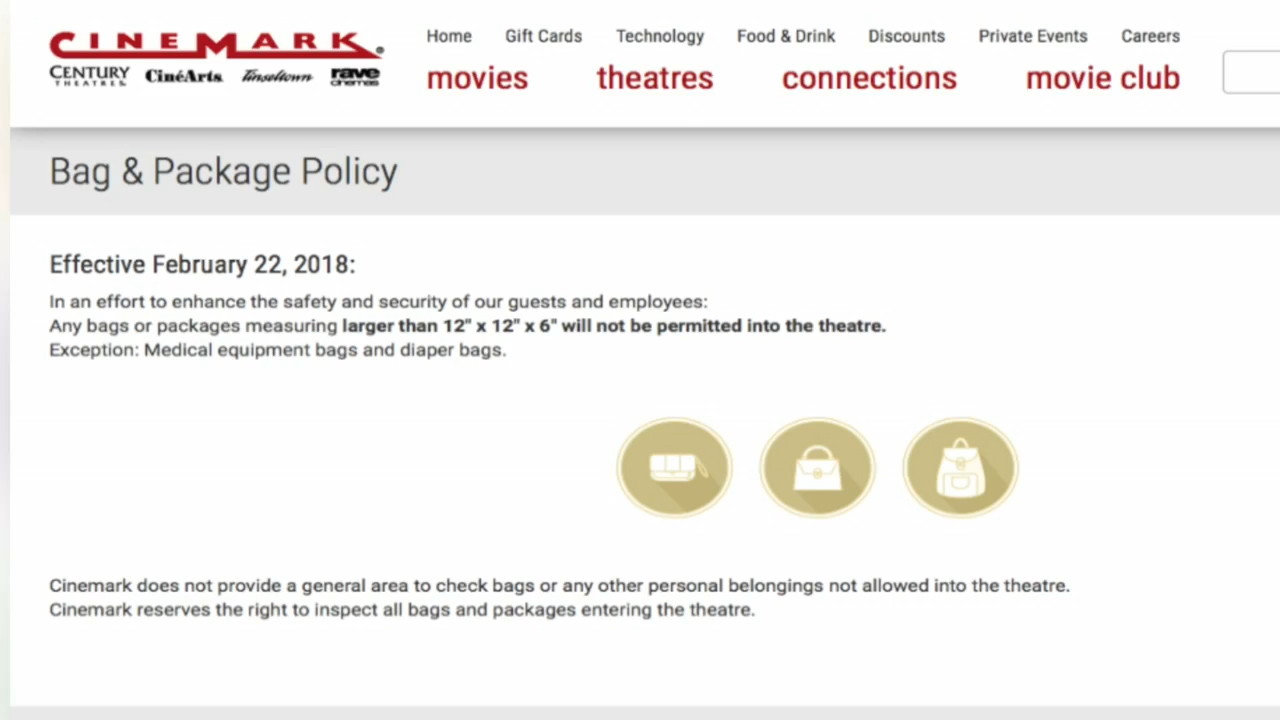 CINEMARK®
CENTURY THEATRES. CinéArts Tinseltown rave cinemas
Home Gift Cards Technology Food & Drink Discounts Private Events Careers
movies theatres connections movie club
Bag & Package Policy
Effective February 22, 2018:
In an effort to enhance the safety and security of our guests and employees:
Any bags or packages measuring larger than 12" x 12" x 6" will not be permitted into the theatre.
Exception: Medical equipment bags and diaper bags.
Cinemark does not provide a general area to check bags or any other personal belongings not allowed into the theatre.
Cinemark reserves the right to inspect all bags and packages entering the theatre.